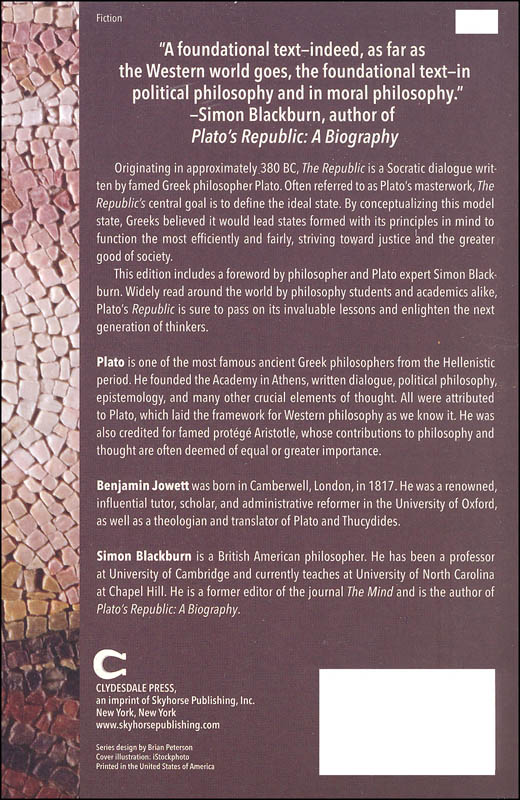 Fiction
"A foundational text–indeed, as far as
the Western world goes, the foundational text–in
political philosophy and in moral philosophy."
–Simon Blackburn, author of
Plato's Republic: A Biography
Originating in approximately 380 BC, The Republic is a Socratic dialogue writ-
ten by famed Greek philosopher Plato. Often referred to as Plato's masterwork, The
Republic's central goal is to define the ideal state. By conceptualizing this model
state, Greeks believed it would lead states formed with its principles in mind to
function the most efficiently and fairly, striving toward justice and the greater
good of society.
This edition includes a foreword by philosopher and Plato expert Simon Black-
burn. Widely read around the world by philosophy students and academics alike,
Plato's Republic is sure to pass on its invaluable lessons and enlighten the next
generation of thinkers.
Plato is one of the most famous ancient Greek philosophers from the Hellenistic
period. He founded the Academy in Athens, written dialogue, political philosophy,
epistemology, and many other crucial elements of thought. All were attributed
to Plato, which laid the framework for Western philosophy as we know it. He was
also credited for famed protégé Aristotle, whose contributions to philosophy and
thought are often deemed of equal or greater importance.
Benjamin Jowett was born in Camberwell, London, in 1817. He was a renowned,
influential tutor, scholar, and administrative reformer in the University of Oxford,
as well as a theologian and translator of Plato and Thucydides.
Simon Blackburn is a British American philosopher. He has been a professor
at University of Cambridge and currently teaches at University of North Carolina
at Chapel Hill. He is a former editor of the journal The Mind and is the author of
Plato's Republic: A Biography.
C
CLYDESDALE PRESS,
an imprint of Skyhorse Publishing, Inc.
New York, New York
www.skyhorsepublishing.com
Series design by Brian Peterson
Cover illustration: iStockphoto
Printed in the United States of America